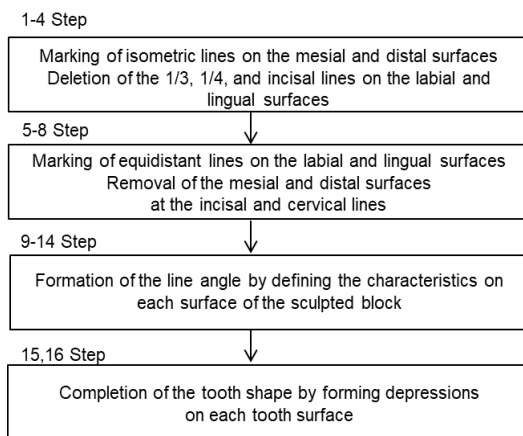 1-4 Step
Marking of isometric lines on the mesial and distal surfaces
Deletion of the 1/3, 1/4, and incisal lines on the labial and
lingual surfaces
5-8 Step
Marking of equidistant lines on the labial and lingual surfaces
Removal of the mesial and distal surfaces
at the incisal and cervical lines
9-14 Step
Formation of the line angle by defining the characteristics on
each surface of the sculpted block
15,16 Step
Completion of the tooth shape by forming depressions
on each tooth surface